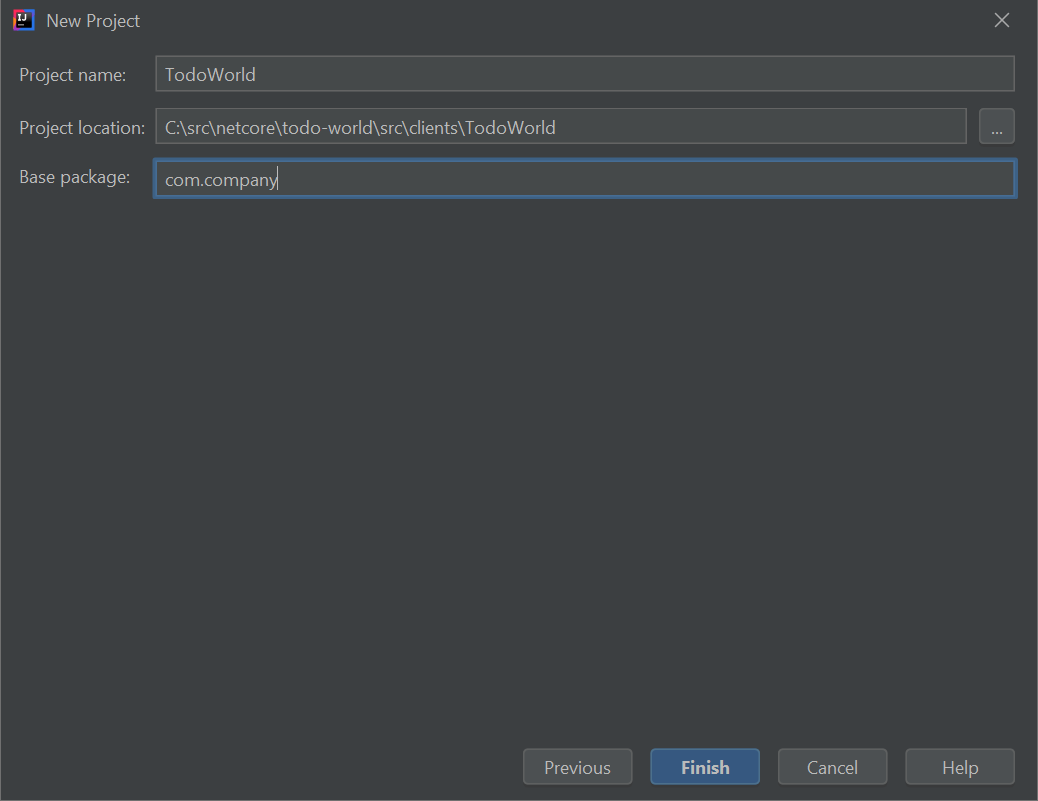 IJ
New Project
Project name: TodoWorld
Project location: C:\src\netcore\todo-world\src\clients\TodoWorld ...
Base package: com.company
Previous Finish Cancel Help